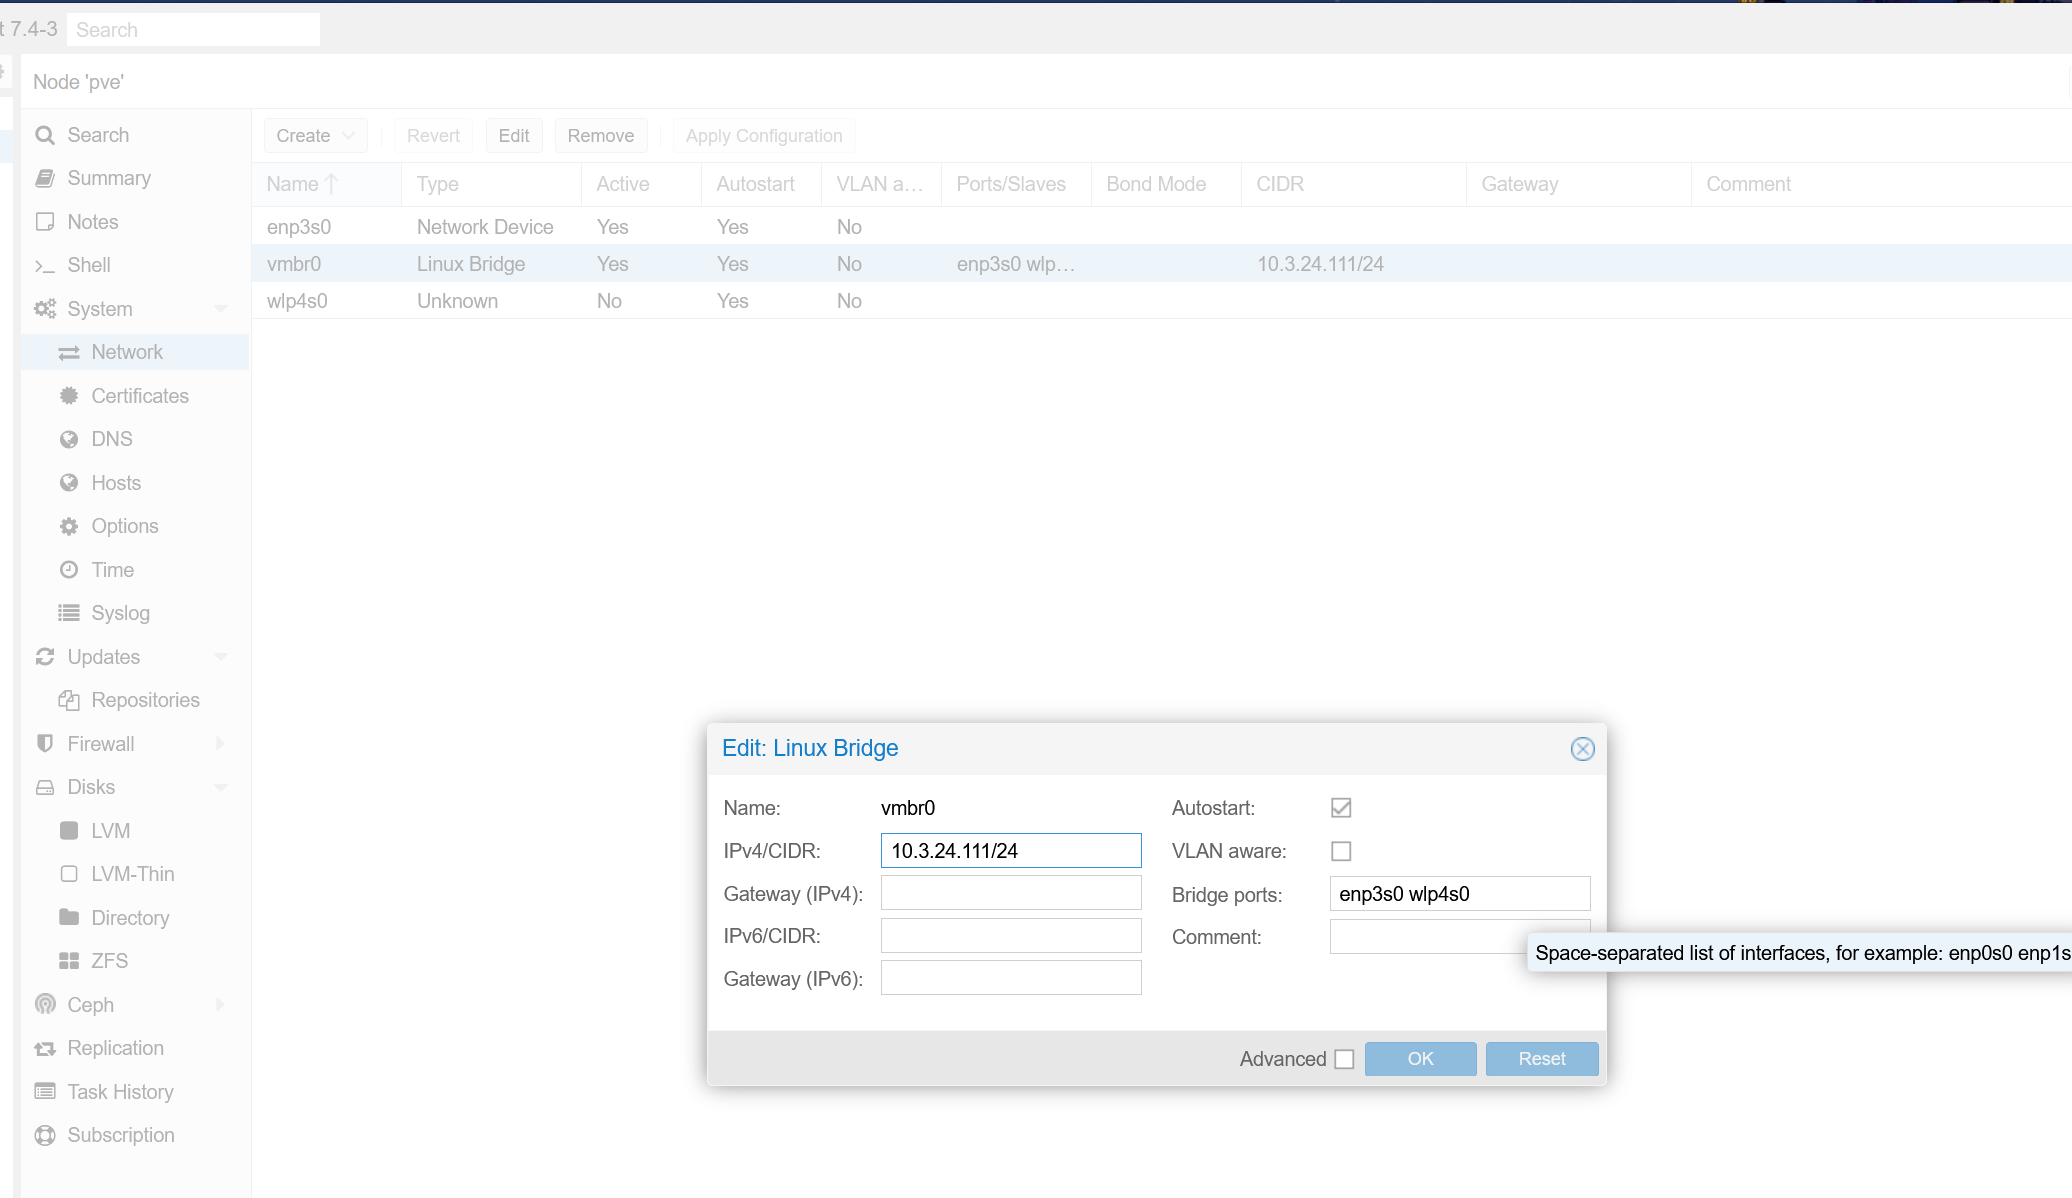 t 7.4-3 Search
Node 'pve'
Search
Summary
Notes
Shell
System
Network
Certificates
DNS
Hosts
Options
Time
Syslog
Updates
Repositories
Firewall
Disks
LVM
LVM-Thin
Directory
ZFS
Ceph
Replication
Task History
Subscription
Create Revert Edit Remove Apply Configuration
Name Type Active Autostart VLAN a... Ports/Slaves Bond Mode CIDR Gateway Comment
enp3s0 Network Device Yes Yes No
vmbr0 Linux Bridge Yes Yes No enp3s0 wlp... 10.3.24.111/24
wlp4s0 Unknown No Yes No
Edit: Linux Bridge
Name: vmbr0 Autostart:
IPv4/CIDR: 10.3.24.111/24 VLAN aware:
Gateway (IPv4): Bridge ports: enp3s0 wlp4s0
IPv6/CIDR: Comment:
Space-separated list of interfaces, for example: enp0s0 enp1s
Gateway (IPv6):
Advanced OK Reset